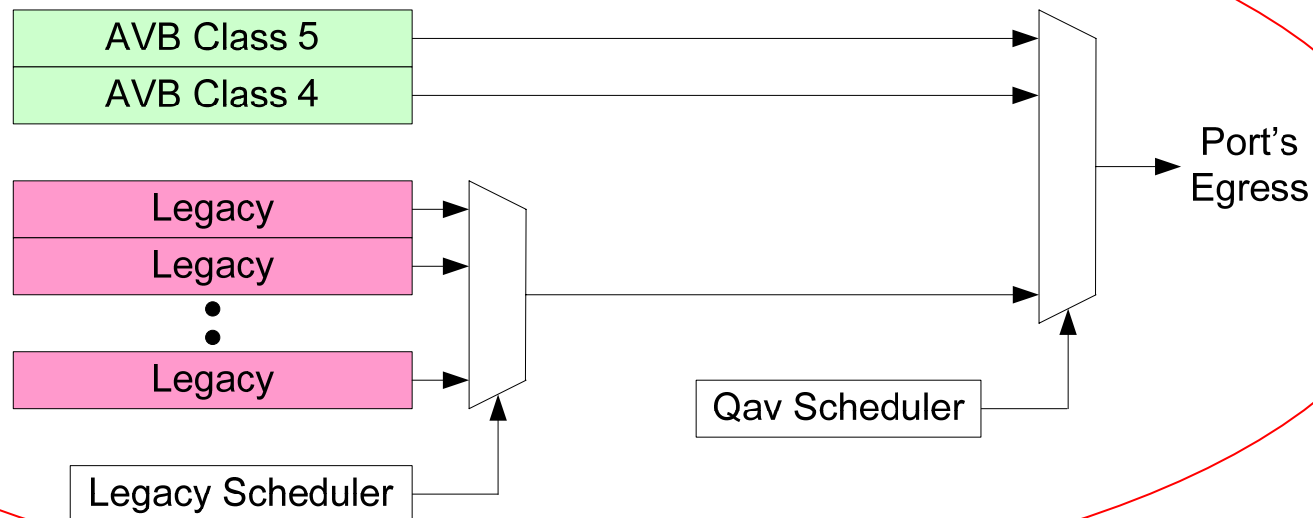 AVB Class 5
AVB Class 4
Port’s
Egress
Legacy
Legacy
Legacy
Qav Scheduler
Legacy Scheduler